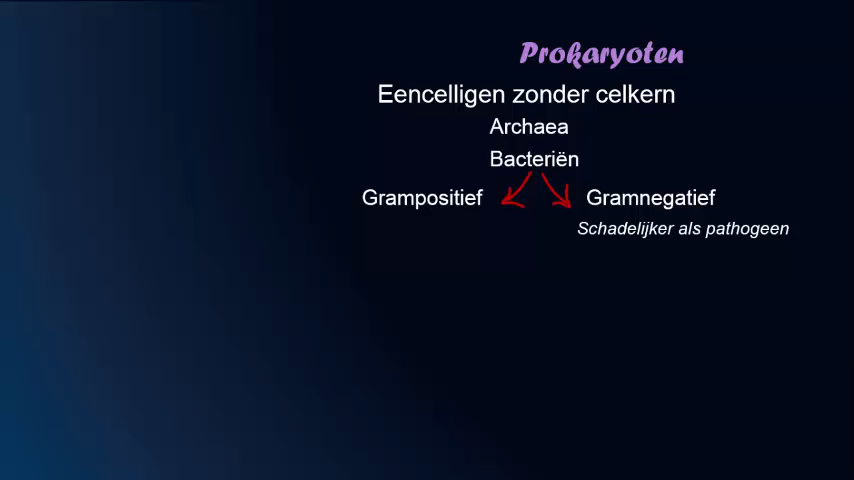 Prokaryoten
Eencelligen zonder celkern
Archaea
Bacteriën
Grampositief Gramnegatief
Schadelijker als pathogeen